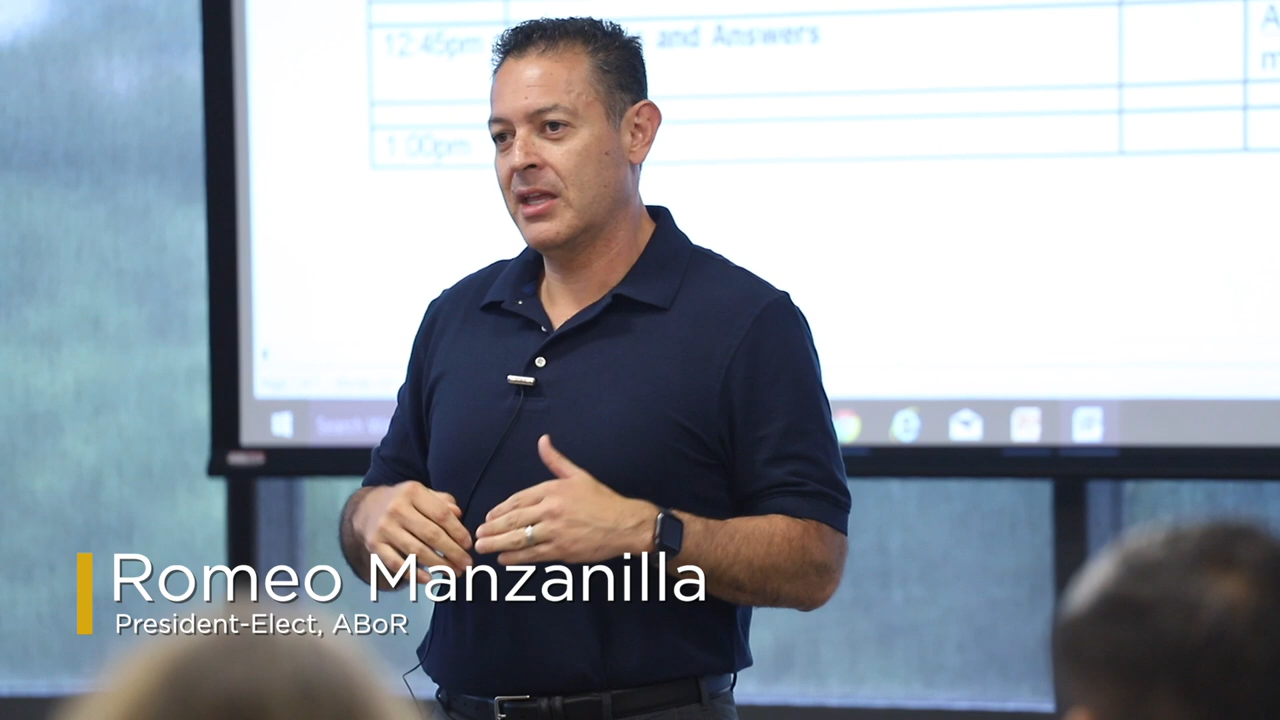 12:45pm and Answers
1:00pm
Romeo Manzanilla
President-Elect, ABoR